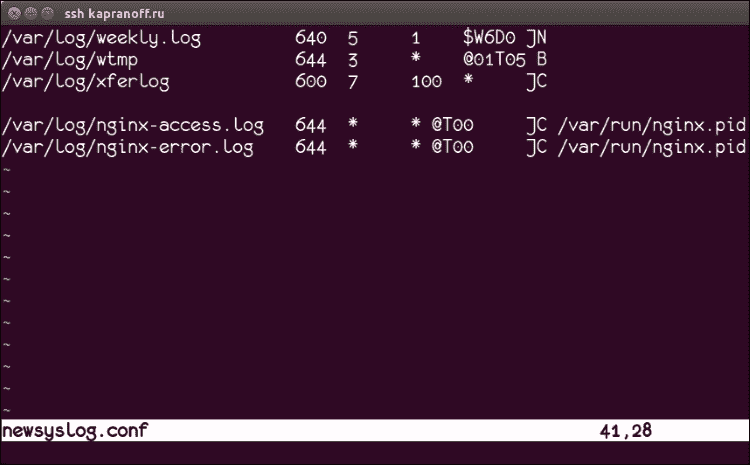 ssh kapranoff.ru
/var/log/weekly.log 640 5 1 $W6D0 JN
/var/log/wtmp 644 3 * @01T05 B
/var/log/xferlog 600 7 100 * JC
/var/log/nginx-access.log 644 * * @T00 JC /var/run/nginx.pid
/var/log/nginx-error.log 644 * * @T00 JC /var/run/nginx.pid
~
~
~
~
~
~
~
~
~
~
~
~
newsyslog.conf 41,28